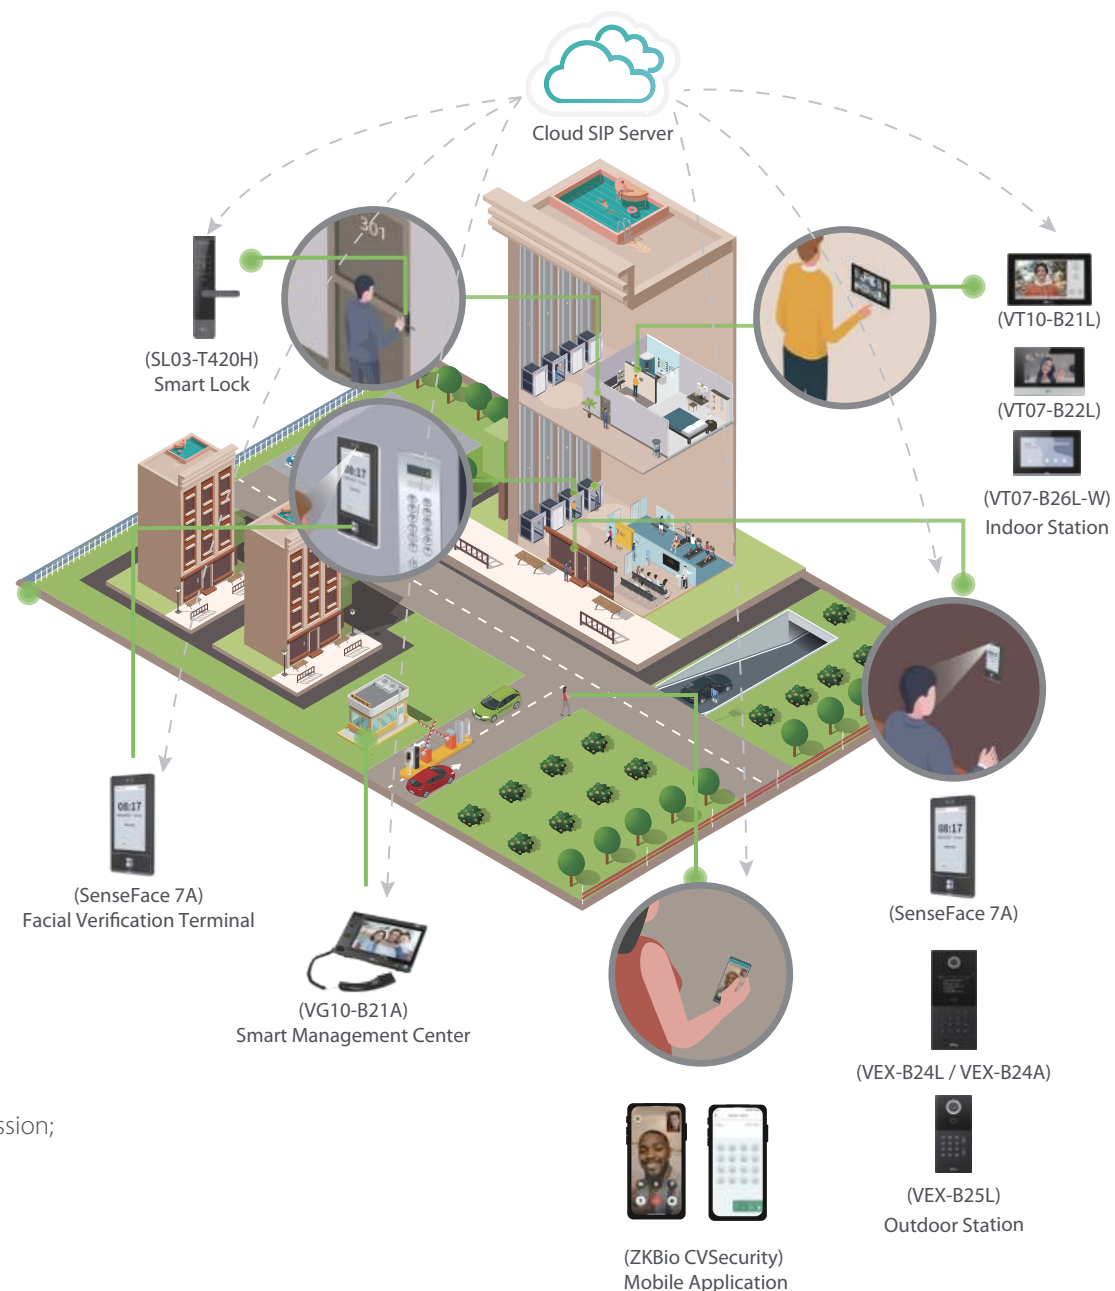 Cloud SIP Server
301
(SL03-T420H)
Smart Lock
(VT10-B21L)
(VT07-B22L)
(VT07-B26L-W)
Indoor Station
08:17
08:17
(SenseFace 7A)
Facial Verification Terminal
(VG10-B21A)
Smart Management Center
08:17
(SenseFace 7A)
(VEX-B24L / VEX-B24A)
(VEX-B25L)
Outdoor Station
ssion;
(ZKBio CVSecurity)
Mobile Application